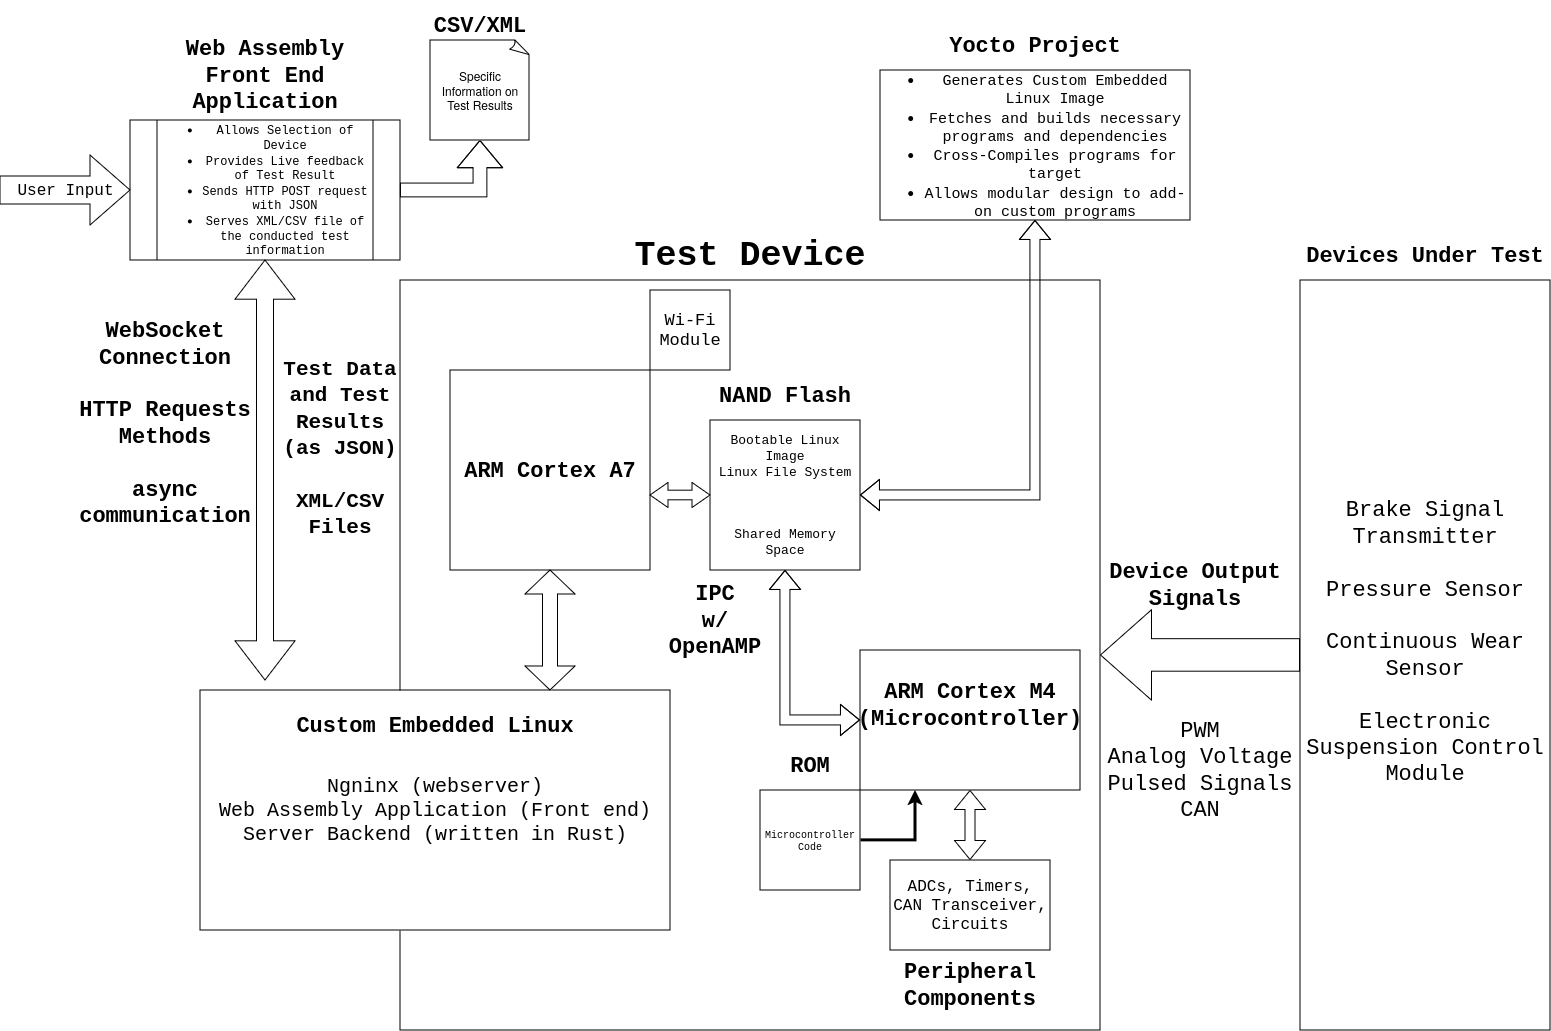 CSV/XML
Specific
Information on
Test Results
Web Assembly
Front End
Application
• Allows Selection of
Device
• Provides Live feedback
of Test Result
• Sends HTTP POST request
with JSON
• Serves XML/CSV file of
the conducted test
information
User Input
Yocto Project
• Generates Custom Embedded
Linux Image
• Fetches and builds necessary
programs and dependencies
• Cross-Compiles programs for
target
• Allows modular design to add-
on custom programs
Test Device
Devices Under Test
WebSocket
Connection
HTTP Requests
Methods
async
communication
Test Data
and Test
Results
(as JSON)
XML/CSV
Files
Wi-Fi
Module
ARM Cortex A7
NAND Flash
Bootable Linux
Image
Linux File System
Shared Memory
Space
IPC
w/
OpenAMP
ARM Cortex M4
(Microcontroller)
ROM
Microcontroller
Code
ADCs, Timers,
CAN Transceiver,
Circuits
Peripheral
Components
Custom Embedded Linux
Ngninx (webserver)
Web Assembly Application (Front end)
Server Backend (written in Rust)
Device Output
Signals
PWM
Analog Voltage
Pulsed Signals
CAN
Brake Signal
Transmitter
Pressure Sensor
Continuous Wear
Sensor
Electronic
Suspension Control
Module